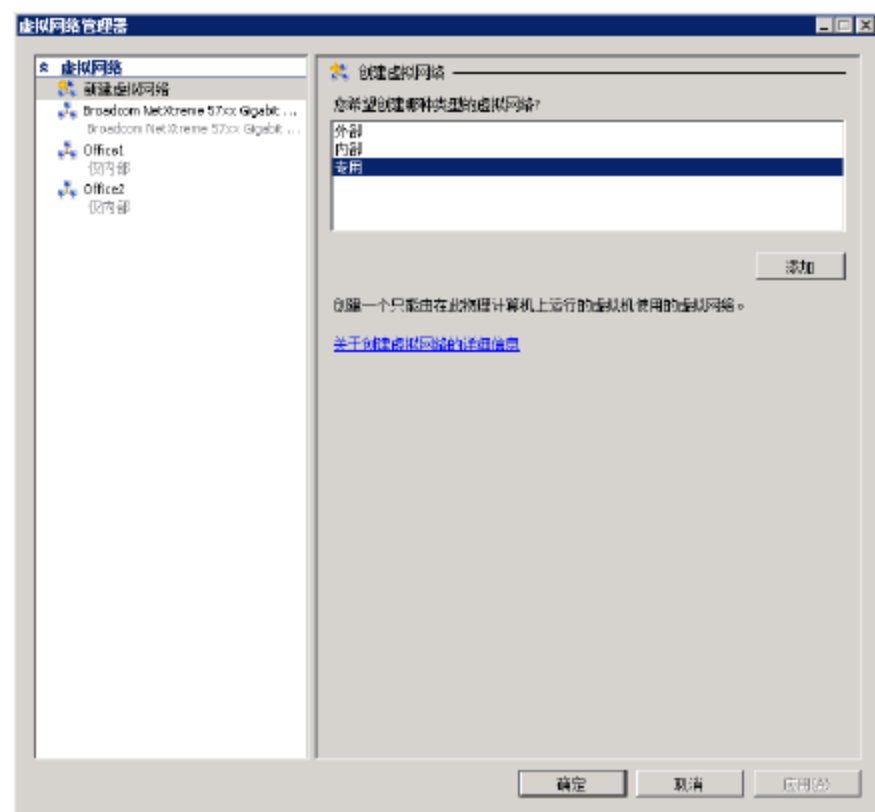 虚拟网络管理器
虚拟网络
新建虚拟网络
Broadcom NetXtreme 57xx Gigabit ...
Broadcom NetXtreme 57xx Gigabit ...
Office1
仅内部
Office2
仅内部
创建虚拟网络
您希望创建哪种类型的虚拟网络?
外部
内部
专用
添加
创建一个只能由在此物理计算机上运行的虚拟机使用的虚拟网络。
关于创建虚拟网络的详细信息
确定
取消
应用(A)